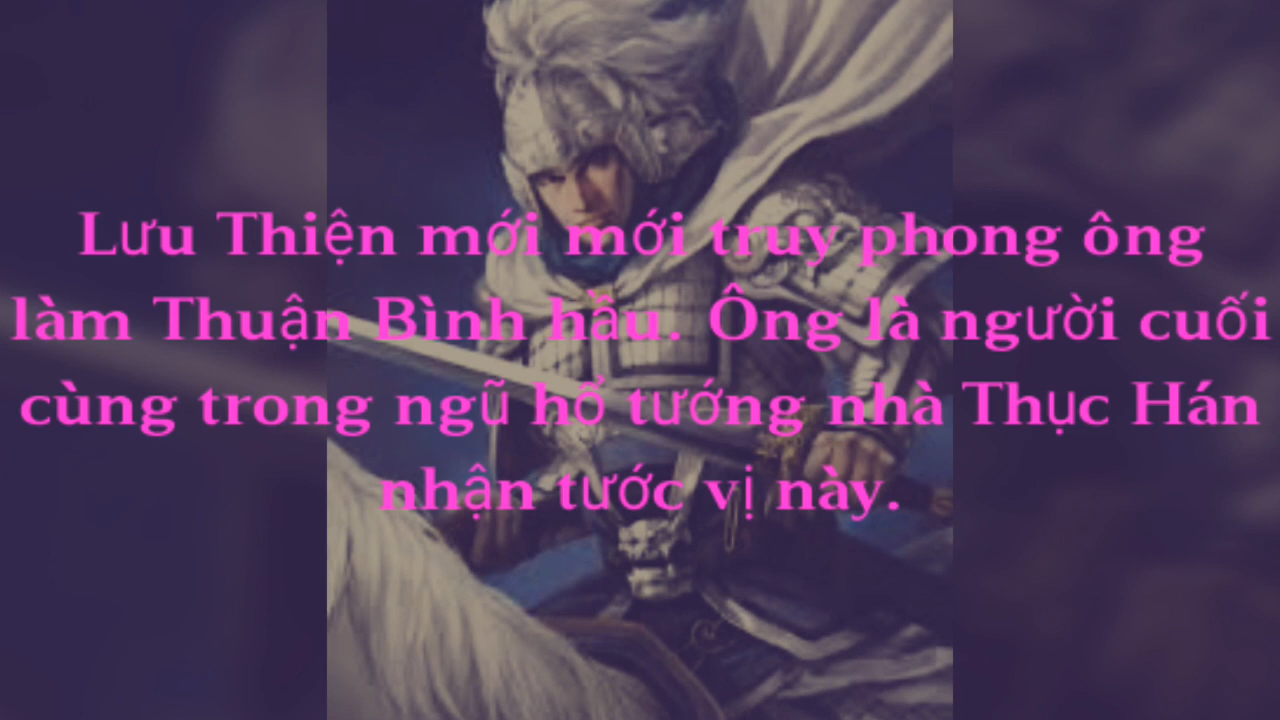 Lưu Thiện mới mới truy phong ông
làm Thuận Bình hầu. Ông là người cuối
cùng trong ngũ hổ tướng nhà Thục Hán
nhận tước vị này.